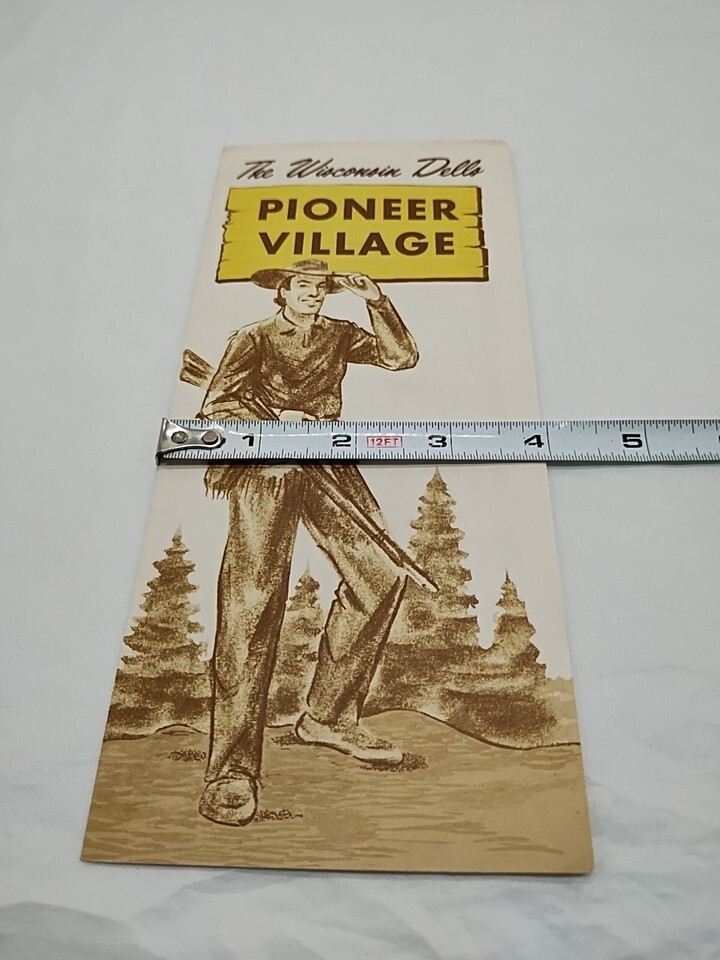 The Wisconsin Dells
PIONEER
VILLAGE
1 2 12FT 3 4 5